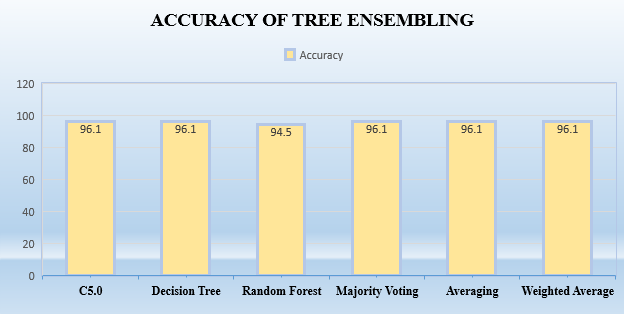 ACCURACY OF TREE ENSEMBLING
Accuracy
120
100
80
60
40
20
0
96.1 96.1 94.5 96.1 96.1 96.1
C5.0 Decision Tree Random Forest Majority Voting Averaging Weighted Average